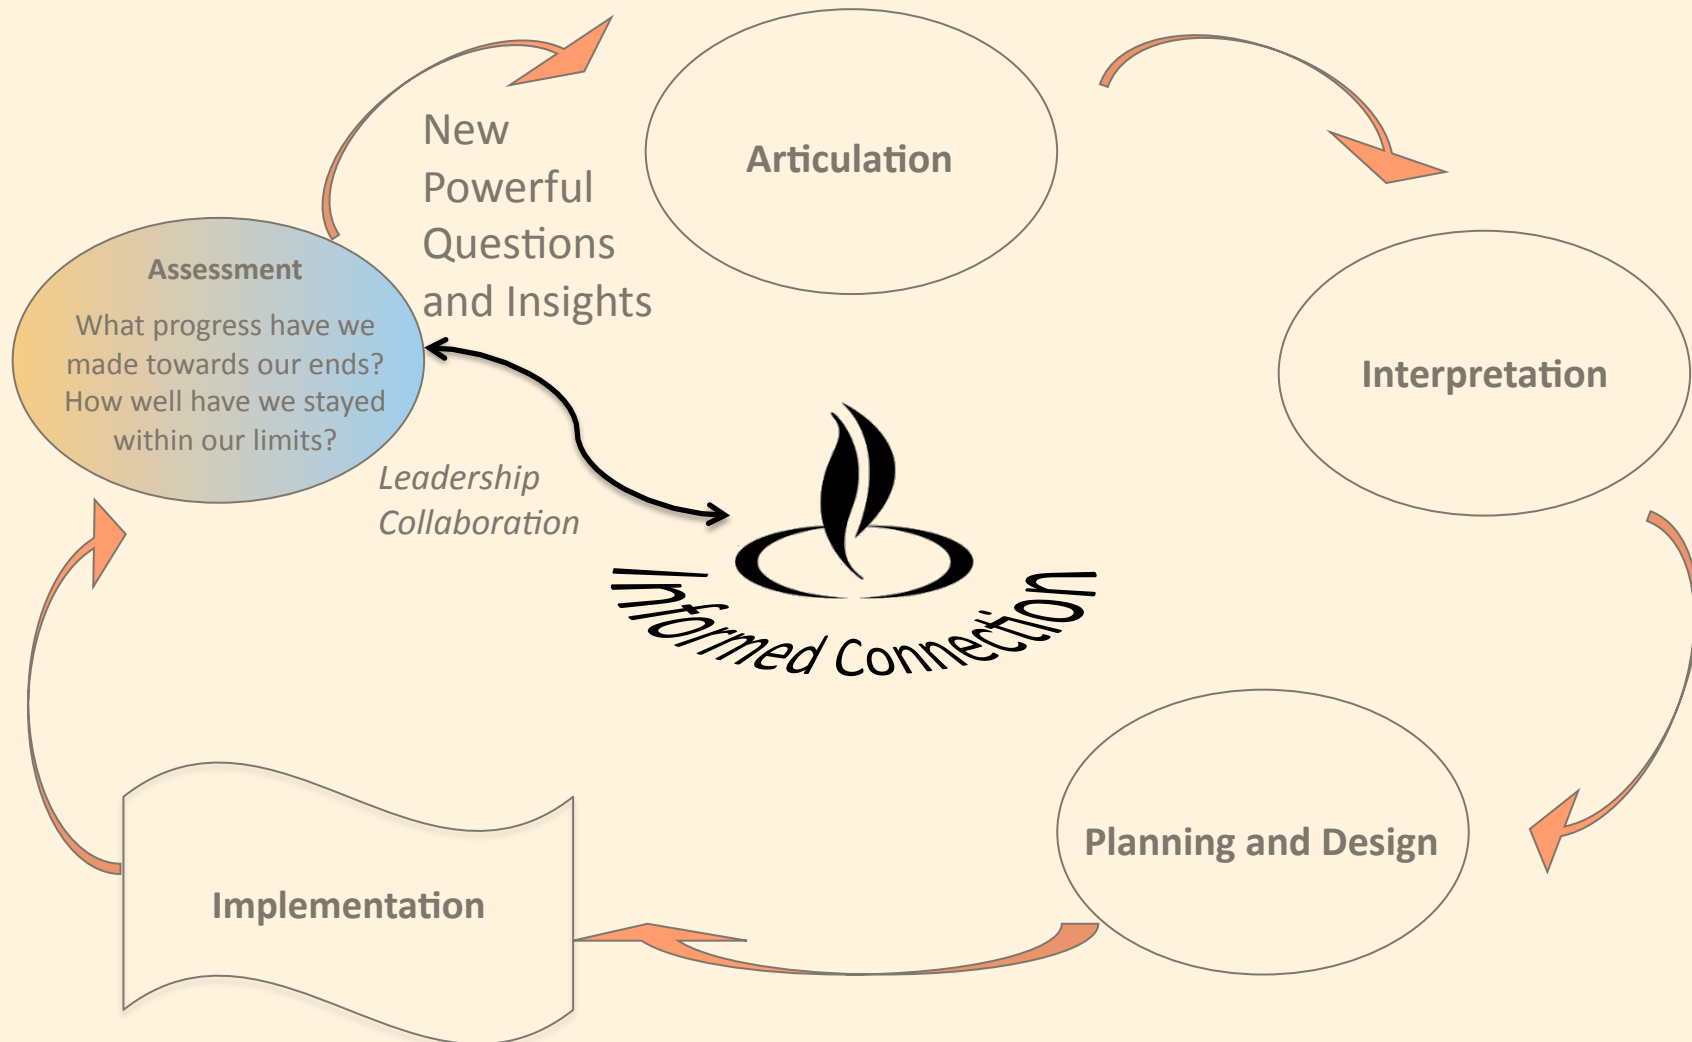 New
Powerful
Questions
and Insights
Articulation
Assessment
What progress have we
made towards our ends?
How well have we stayed
within our limits?
Interpretation
Leadership
Collaboration
Informed Connection
Planning and Design
Implementation